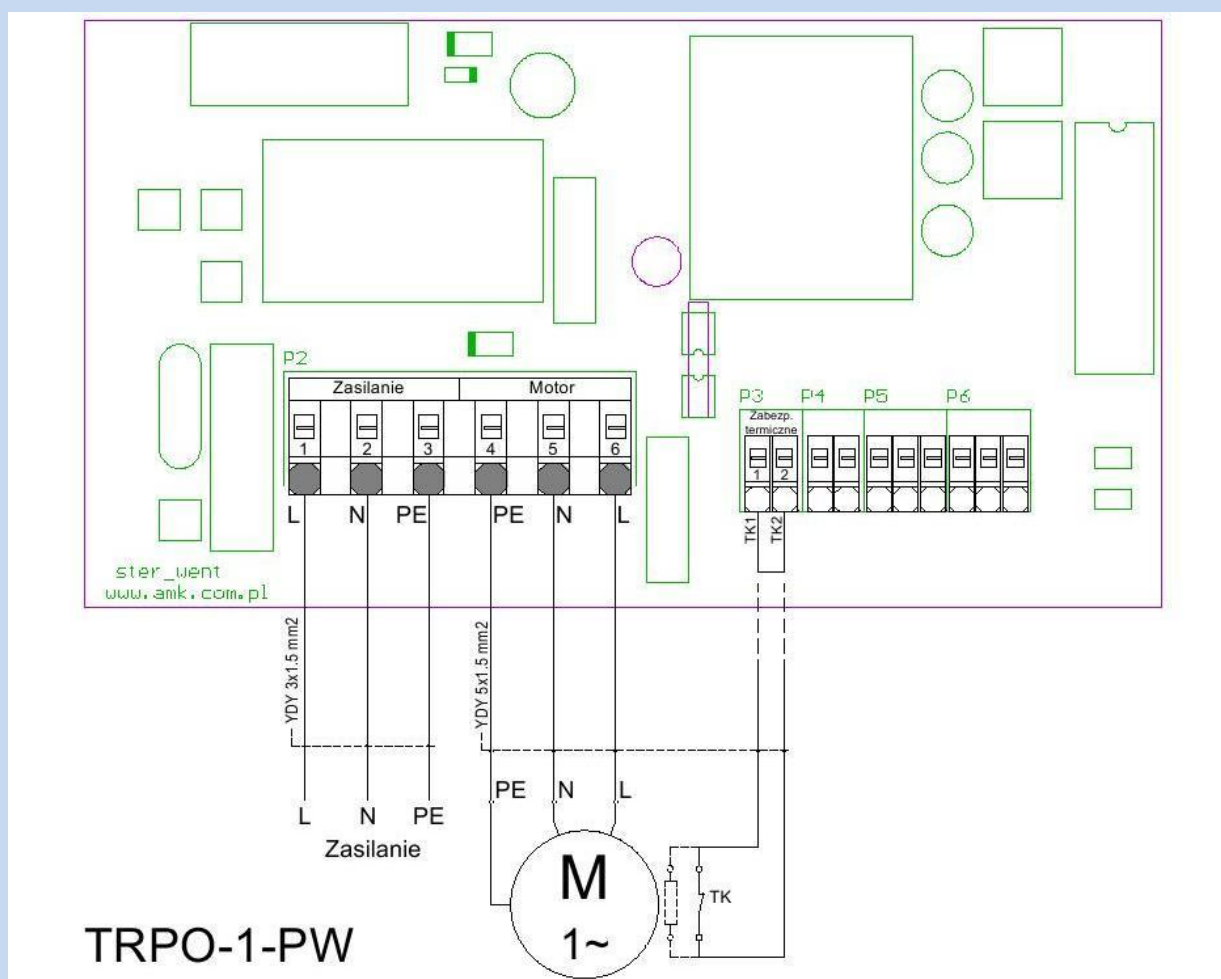 P2
Zasilanie Motor
1 2 3 4 5 6
L N PE PE N L
P3 P4 P5 P6
Zabezp.
termiczne
1 2
TK1 TK2
ster_went
www.amk.com.pl
YDY 3x1.5 mm2
YDY 5x1.5 mm2
L N PE
Zasilanie
PE N L
M
1~
TK
TRPO-1-PW